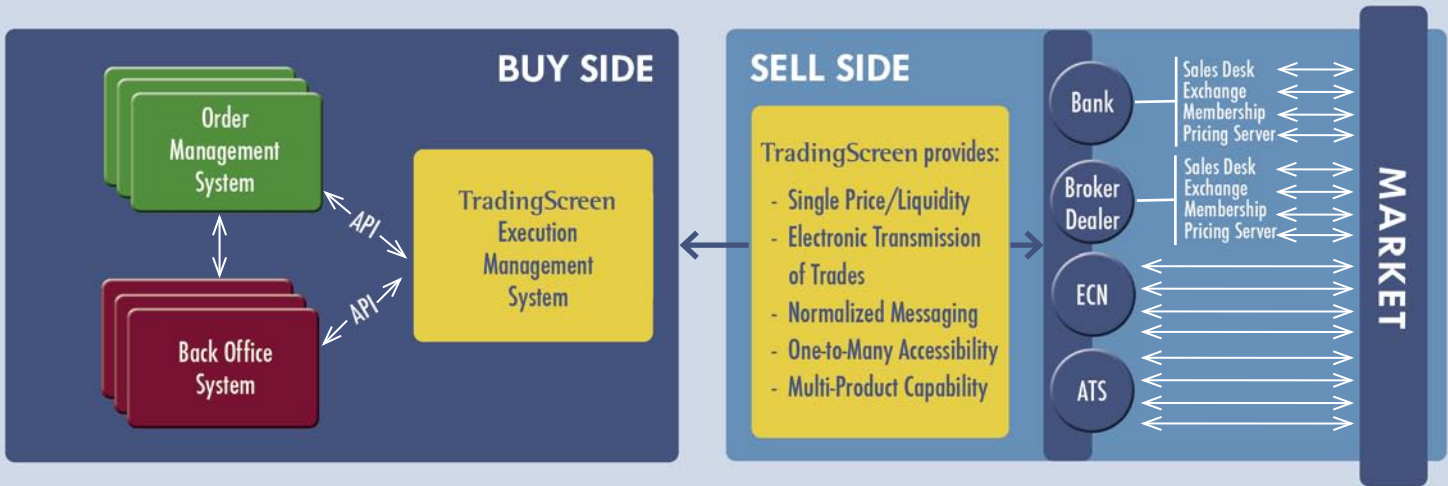 BUY SIDE
Order
Management
System
API
Back Office
System
API
TradingScreen
Execution
Management
System
SELL SIDE
TradingScreen provides:
- Single Price/Liquidity
- Electronic Transmission
of Trades
- Normalized Messaging
- One-to-Many Accessibility
- Multi-Product Capability
Bank
Sales Desk
Exchange
Membership
Pricing Server
Broker
Dealer
Sales Desk
Exchange
Membership
Pricing Server
ECN
ATS
MARKET